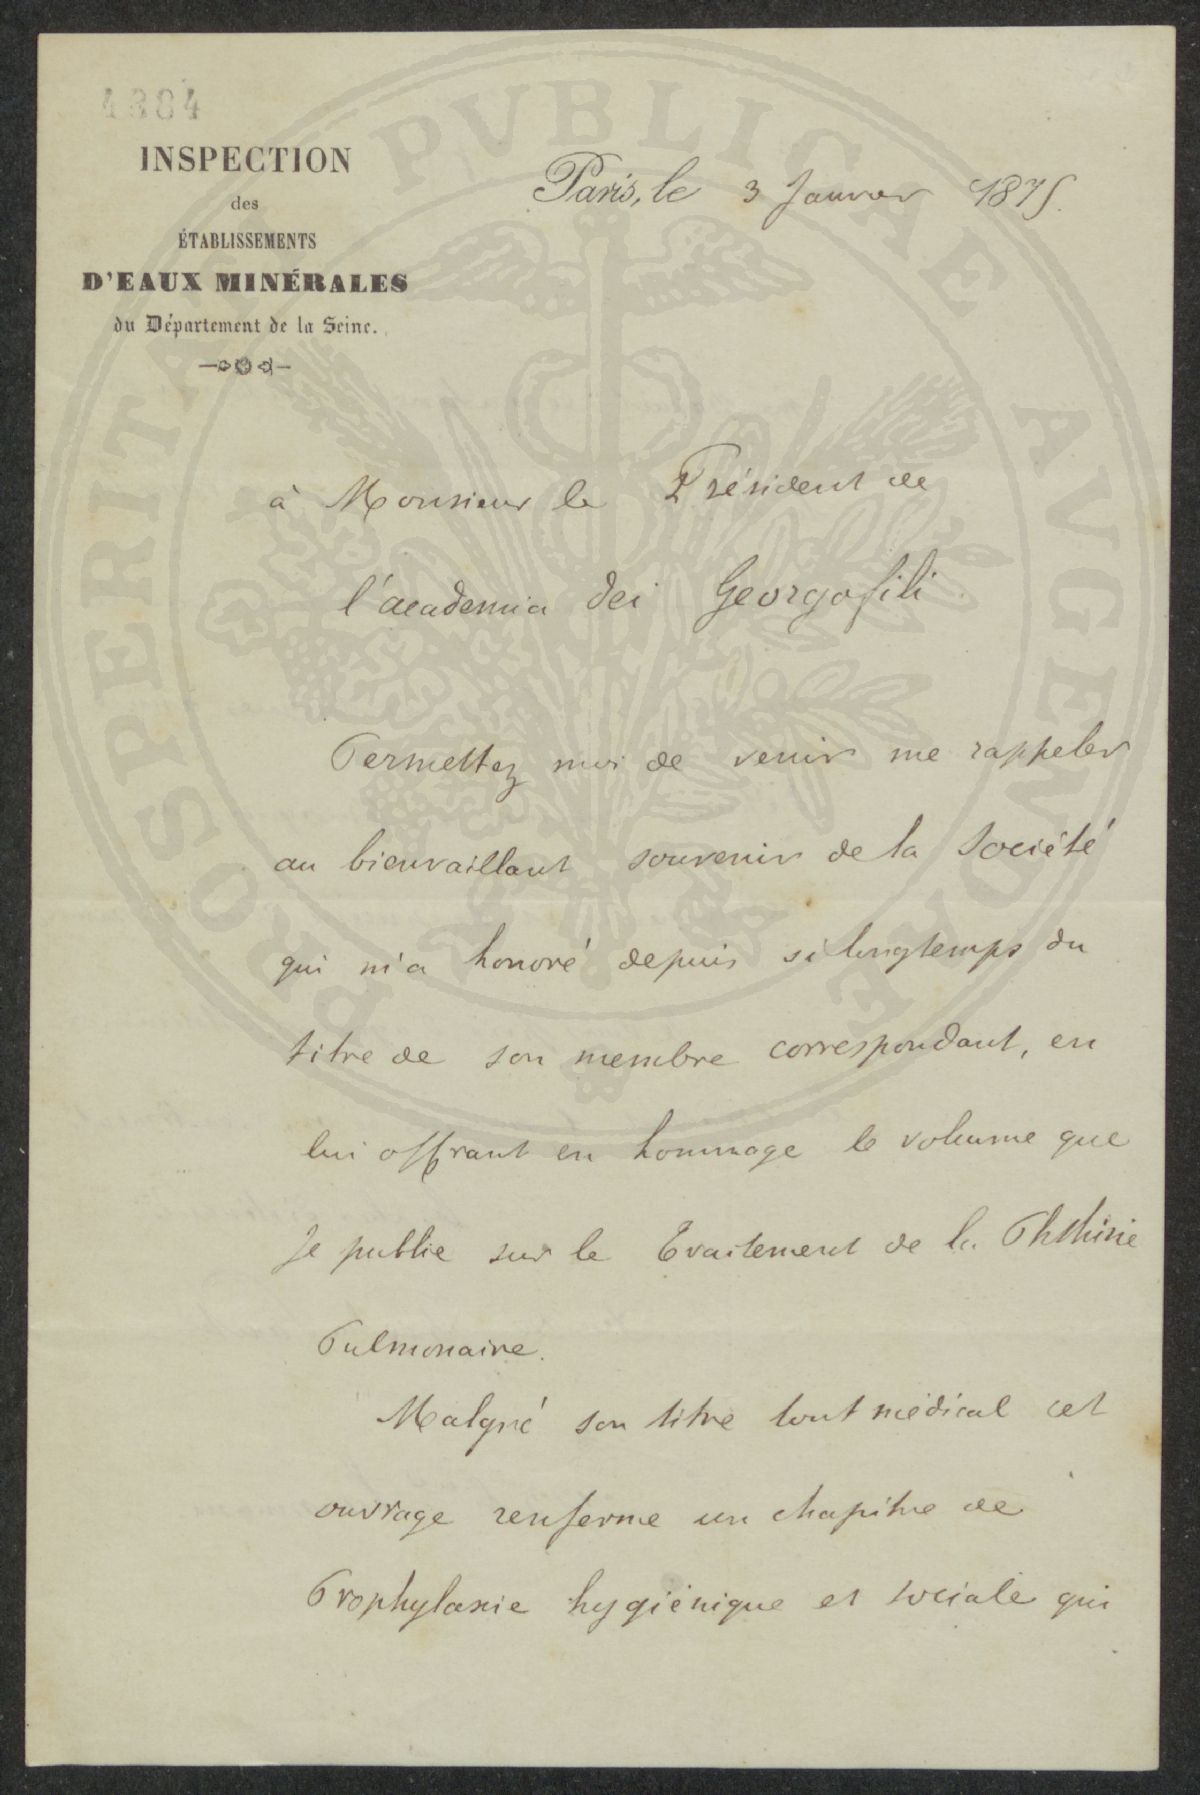 4384
INSPECTION
des
ÉTABLISSEMENTS
D'EAUX MINÉRALES
du Département de la Seine.
Paris, le 3 Janvier 1875.
PROSPERITATI PVBLICAE AVGENDAE
à Monsieur le Président de
l'academia dei Georgofili
Permettez moi de venir me rappeler
au bienvaillant souvenir de la Société
qui m'a honoré depuis si longtemps du
titre de son membre correspondant, en
lui offrant en hommage le volume que
je publie sur le Traitement de la Phthisie
Pulmonaire.
Malgré son titre tout médical cet
ouvrage renferme un chapitre de
Prophylaxie hygiénique et sociale qui